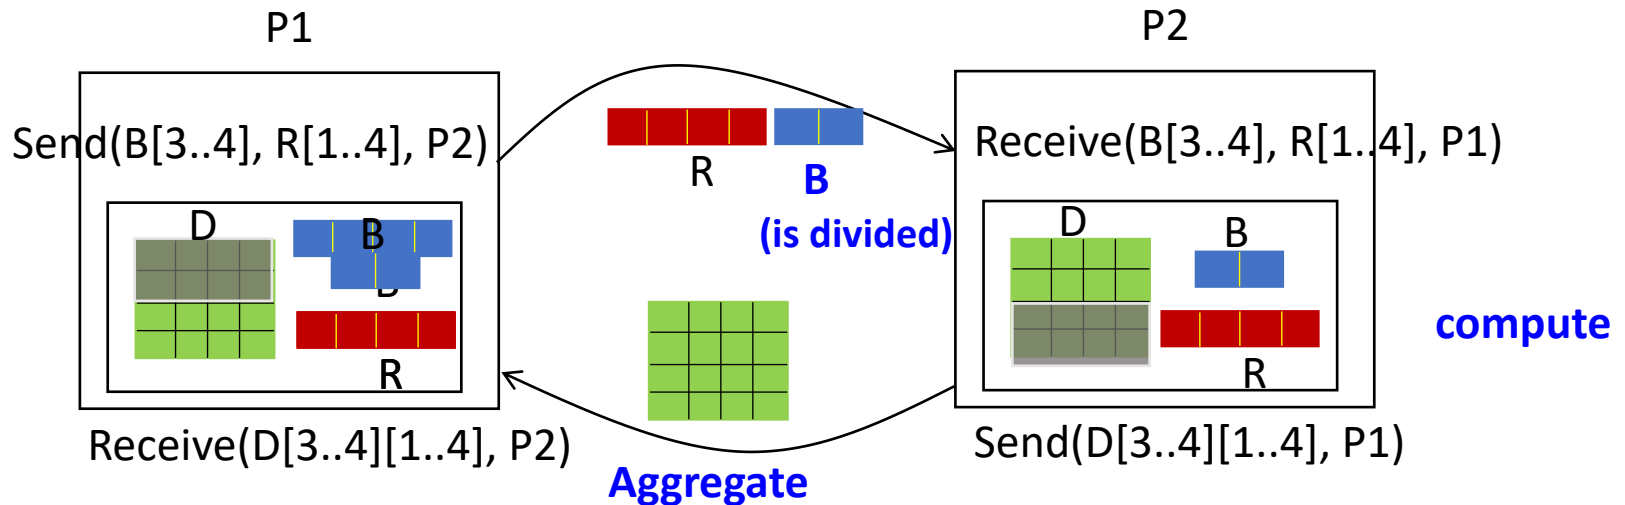 P1
P2
Send(B[3..4], R[1..4], P2)
R
B
(is divided)
Receive(B[3..4], R[1..4], P1)
D
B
B
R
D
B
R
compute
Receive(D[3..4][1..4], P2)
Aggregate
Send(D[3..4][1..4], P1)